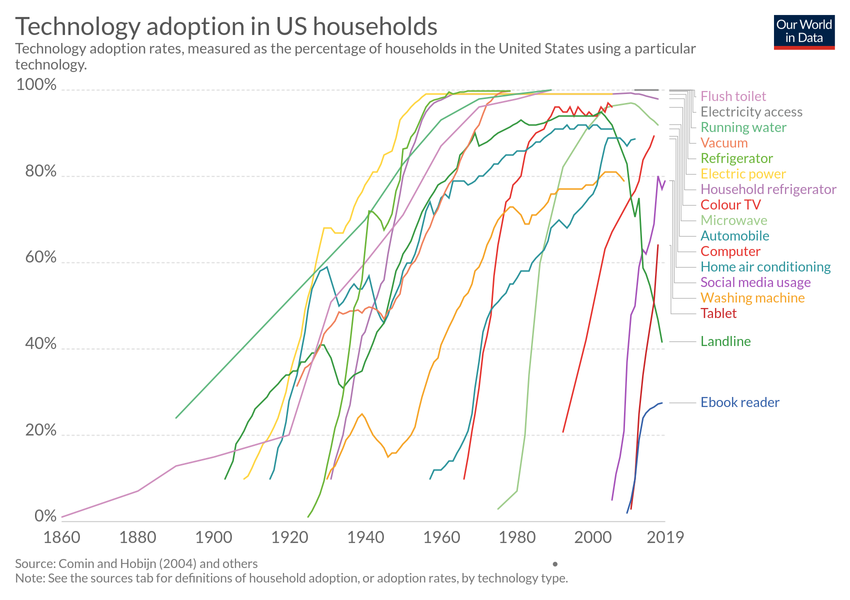 Technology adoption in US households
Our World
in Data
Technology adoption rates, measured as the percentage of households in the United States using a particular
technology.
100%
80%
60%
40%
20%
0%
1860
1880
1900
1920
1940
1960
1980
2000
2019
Flush toilet
Electricity access
Running water
Vacuum
Refrigerator
Electric power
Household refrigerator
Colour TV
Microwave
Automobile
Computer
Home air conditioning
Social media usage
Washing machine
Tablet
Landline
Ebook reader
Source: Comin and Hobijn (2004) and others
Note: See the sources tab for definitions of household adoption, or adoption rates, by technology type.